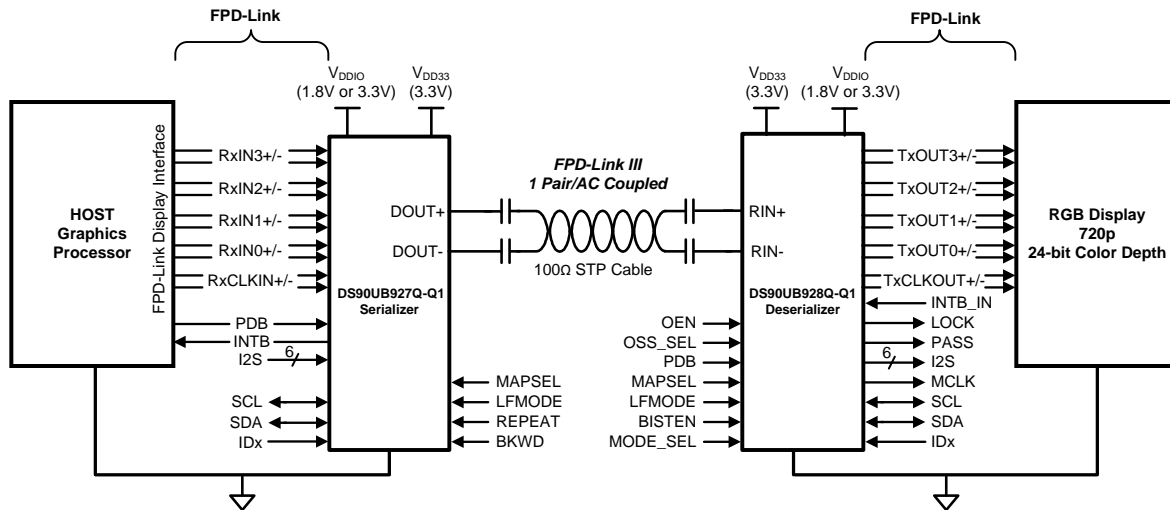 FPD-Link
FPD-Link
VDDIO
(1.8V or 3.3V)
VDD33
(3.3V)
VDD33
(3.3V)
VDDIO
(1.8V or 3.3V)
HOST
Graphics
Processor
FPD-Link Display Interface
RxIN3+/-
RxIN2+/-
RxIN1+/-
RxIN0+/-
RxCLKIN+/-
PDB
INTB
I2S
6
SCL
SDA
IDx
DOUT+
DOUT-
DS90UB927Q-Q1
Serializer
MAPSEL
LFMODE
REPEAT
BKWD
FPD-Link III
1 Pair/AC Coupled
100Ω STP Cable
RIN+
RIN-
DS90UB928Q-Q1
Deserializer
OEN
OSS_SEL
PDB
MAPSEL
LFMODE
BISTEN
MODE_SEL
TxOUT3+/-
TxOUT2+/-
TxOUT1+/-
TxOUT0+/-
TxCLKOUT+/-
INTB_IN
LOCK
PASS
6
I2S
MCLK
SCL
SDA
IDx
RGB Display
720p
24-bit Color Depth